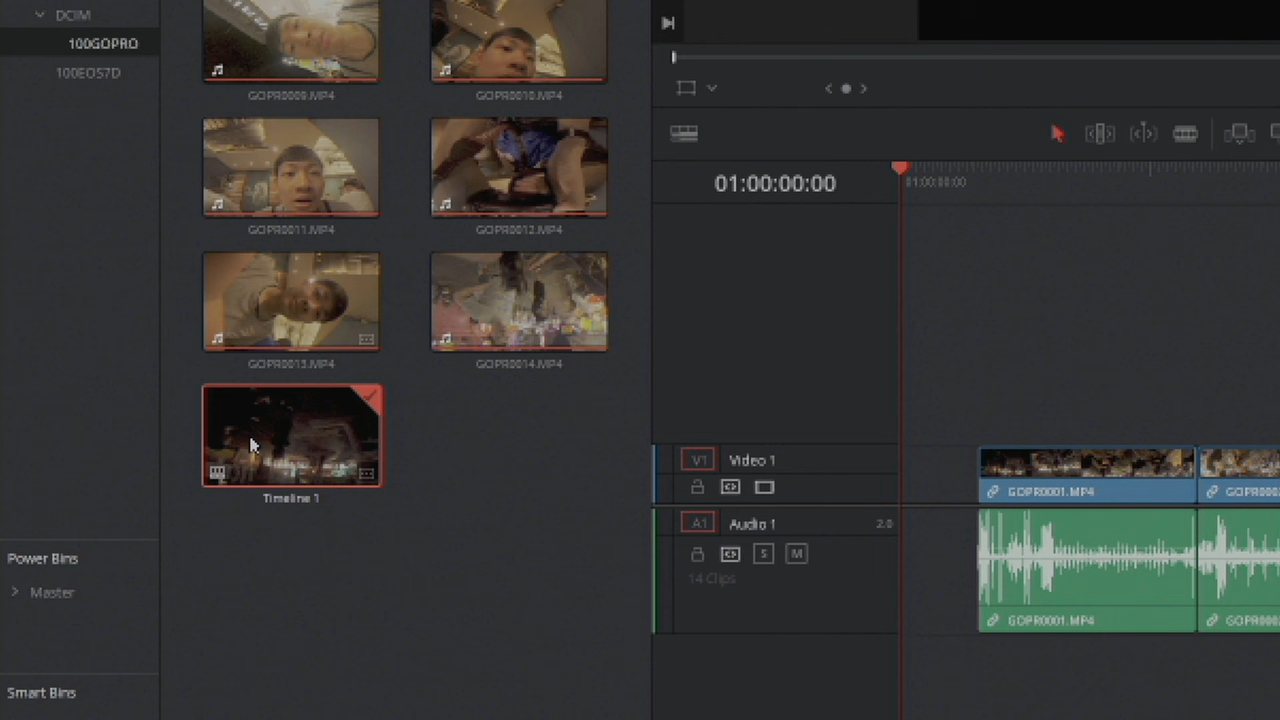 DCIM
100GOPRO
100EOS7D
GOPR0009.MP4
GOPR0010.MP4
GOPR0011.MP4
GOPR0012.MP4
GOPR0013.MP4
GOPR0014.MP4
Timeline 1
Power Bins
Master
Smart Bins
01:00:00:00
01:00:00:00
V1 Video 1
GOPR0001.MP4
A1 Audio 1 2.0
S M
14 Clips
GOPR0001.MP4